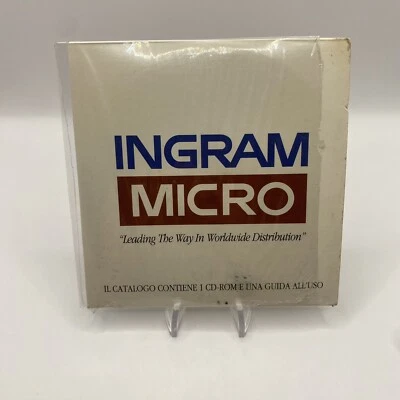 INGRAM
MICRO
"Leading The Way In Worldwide Distribution"
IL CATALOGO CONTIENE 1 CD-ROM E UNA GUIDA ALL'USO